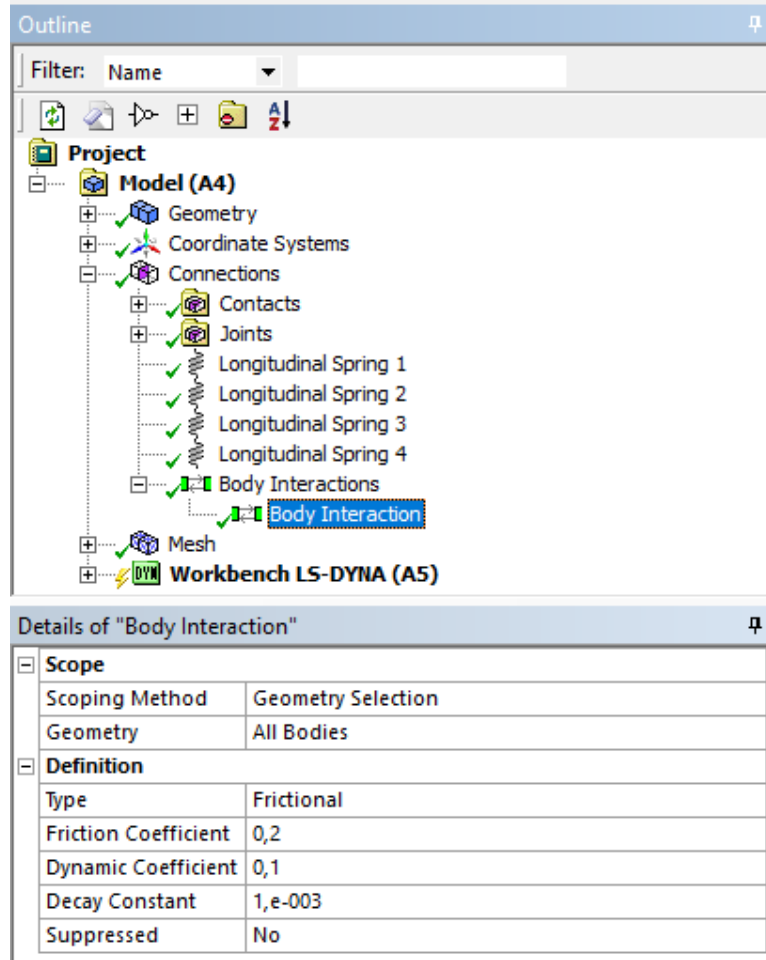 Outline
Filter: Name
Project
Model (A4)
Geometry
Coordinate Systems
Connections
Contacts
Joints
Longitudinal Spring 1
Longitudinal Spring 2
Longitudinal Spring 3
Longitudinal Spring 4
Body Interactions
Body Interaction
Mesh
DYN Workbench LS-DYNA (A5)
Details of "Body Interaction"
Scope
Scoping Method Geometry Selection
Geometry All Bodies
Definition
Type Frictional
Friction Coefficient 0,2
Dynamic Coefficient 0,1
Decay Constant 1,e-003
Suppressed No